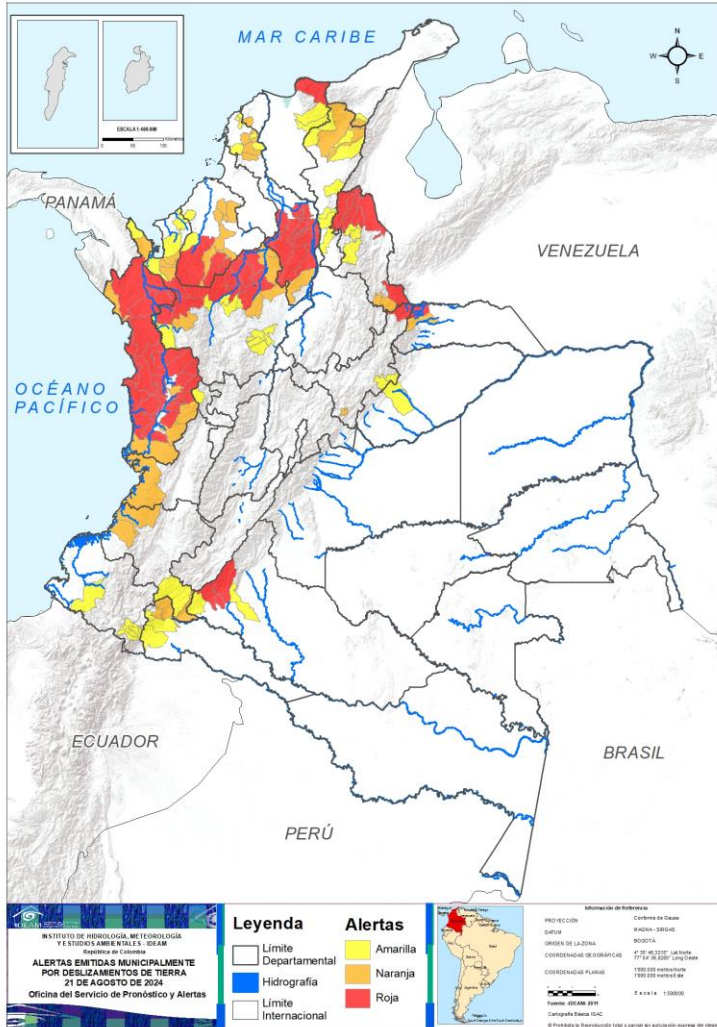 MAR CARIBE
N
W
E
S
ESCALA 1:400.000
PANAMÁ
VENEZUELA
OCÉANO
PACÍFICO
ECUADOR
BRASIL
PERÚ
IDEAM
INSTITUTO DE HIDROLOGÍA, METEOROLOGÍA
Y ESTUDIOS AMBIENTALES - IDEAM
República de Colombia
ALERTAS EMITIDAS MUNICIPALMENTE
POR DESLIZAMIENTOS DE TIERRA
21 DE AGOSTO DE 2024
Oficina del Servicio de Pronóstico y Alertas
Leyenda
Límite
Departamental
Hidrografía
Límite
Internacional
Alertas
Amarilla
Naranja
Roja
Información de Referencia
PROYECCIÓN Conforme de Gauss
DATUM MAGNA - SIRGAS
ORIGEN DE LA ZONA BOGOTÁ
COORDENADAS GEOGRÁFICAS
COORDENADAS PLANAS
Cartografía Básica IGAC